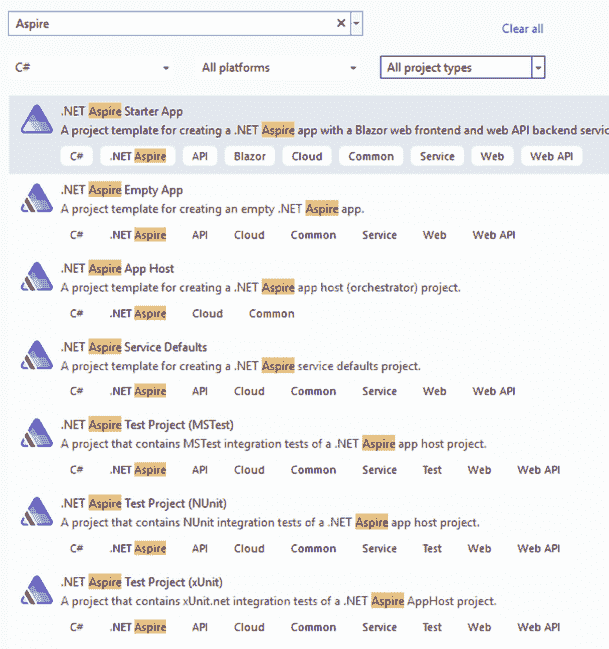 Aspire
Clear all
C# All platforms All project types
.NET Aspire Starter App
A project template for creating a .NET Aspire app with a Blazor web frontend and web API backend servic
C# .NET Aspire API Blazor Cloud Common Service Web Web API
.NET Aspire Empty App
A project template for creating an empty .NET Aspire app.
C# .NET Aspire API Cloud Common Service Web Web API
.NET Aspire App Host
A project template for creating a .NET Aspire app host (orchestrator) project.
C# .NET Aspire Cloud Common
.NET Aspire Service Defaults
A project template for creating a .NET Aspire service defaults project.
C# .NET Aspire API Cloud Common Service Web Web API
.NET Aspire Test Project (MSTest)
A project that contains MSTest integration tests of a .NET Aspire app host project.
C# .NET Aspire API Cloud Common Service Test Web Web API
.NET Aspire Test Project (NUnit)
A project that contains NUnit integration tests of a .NET Aspire app host project.
C# .NET Aspire API Cloud Common Service Test Web Web API
.NET Aspire Test Project (xUnit)
A project that contains xUnit.net integration tests of a .NET Aspire AppHost project.
C# .NET Aspire API Cloud Common Service Test Web Web API